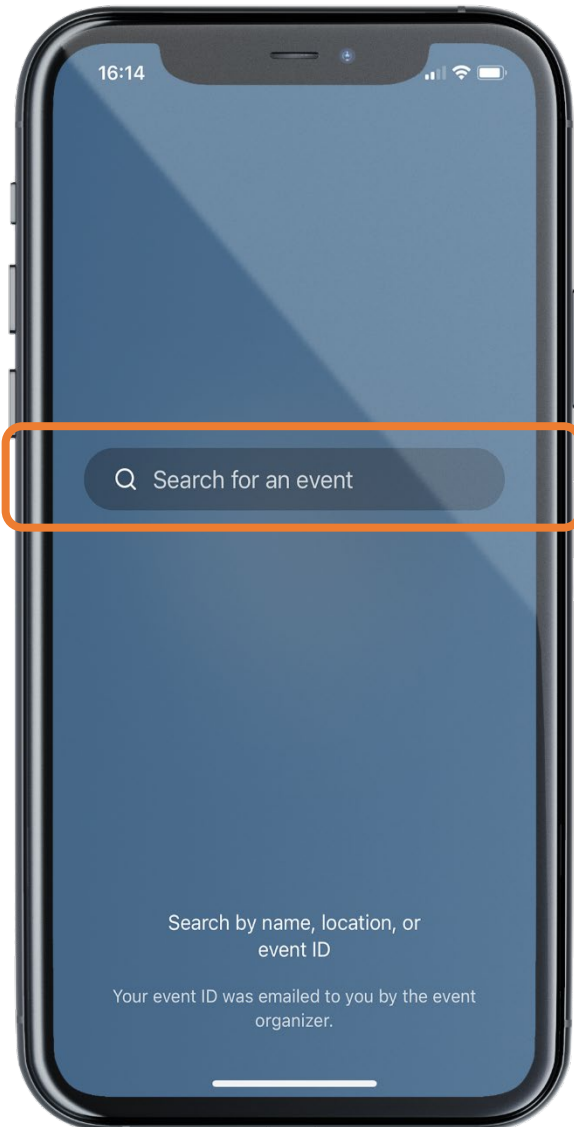 16:14
Search for an event
Search by name, location, or
event ID
Your event ID was emailed to you by the event
organizer.